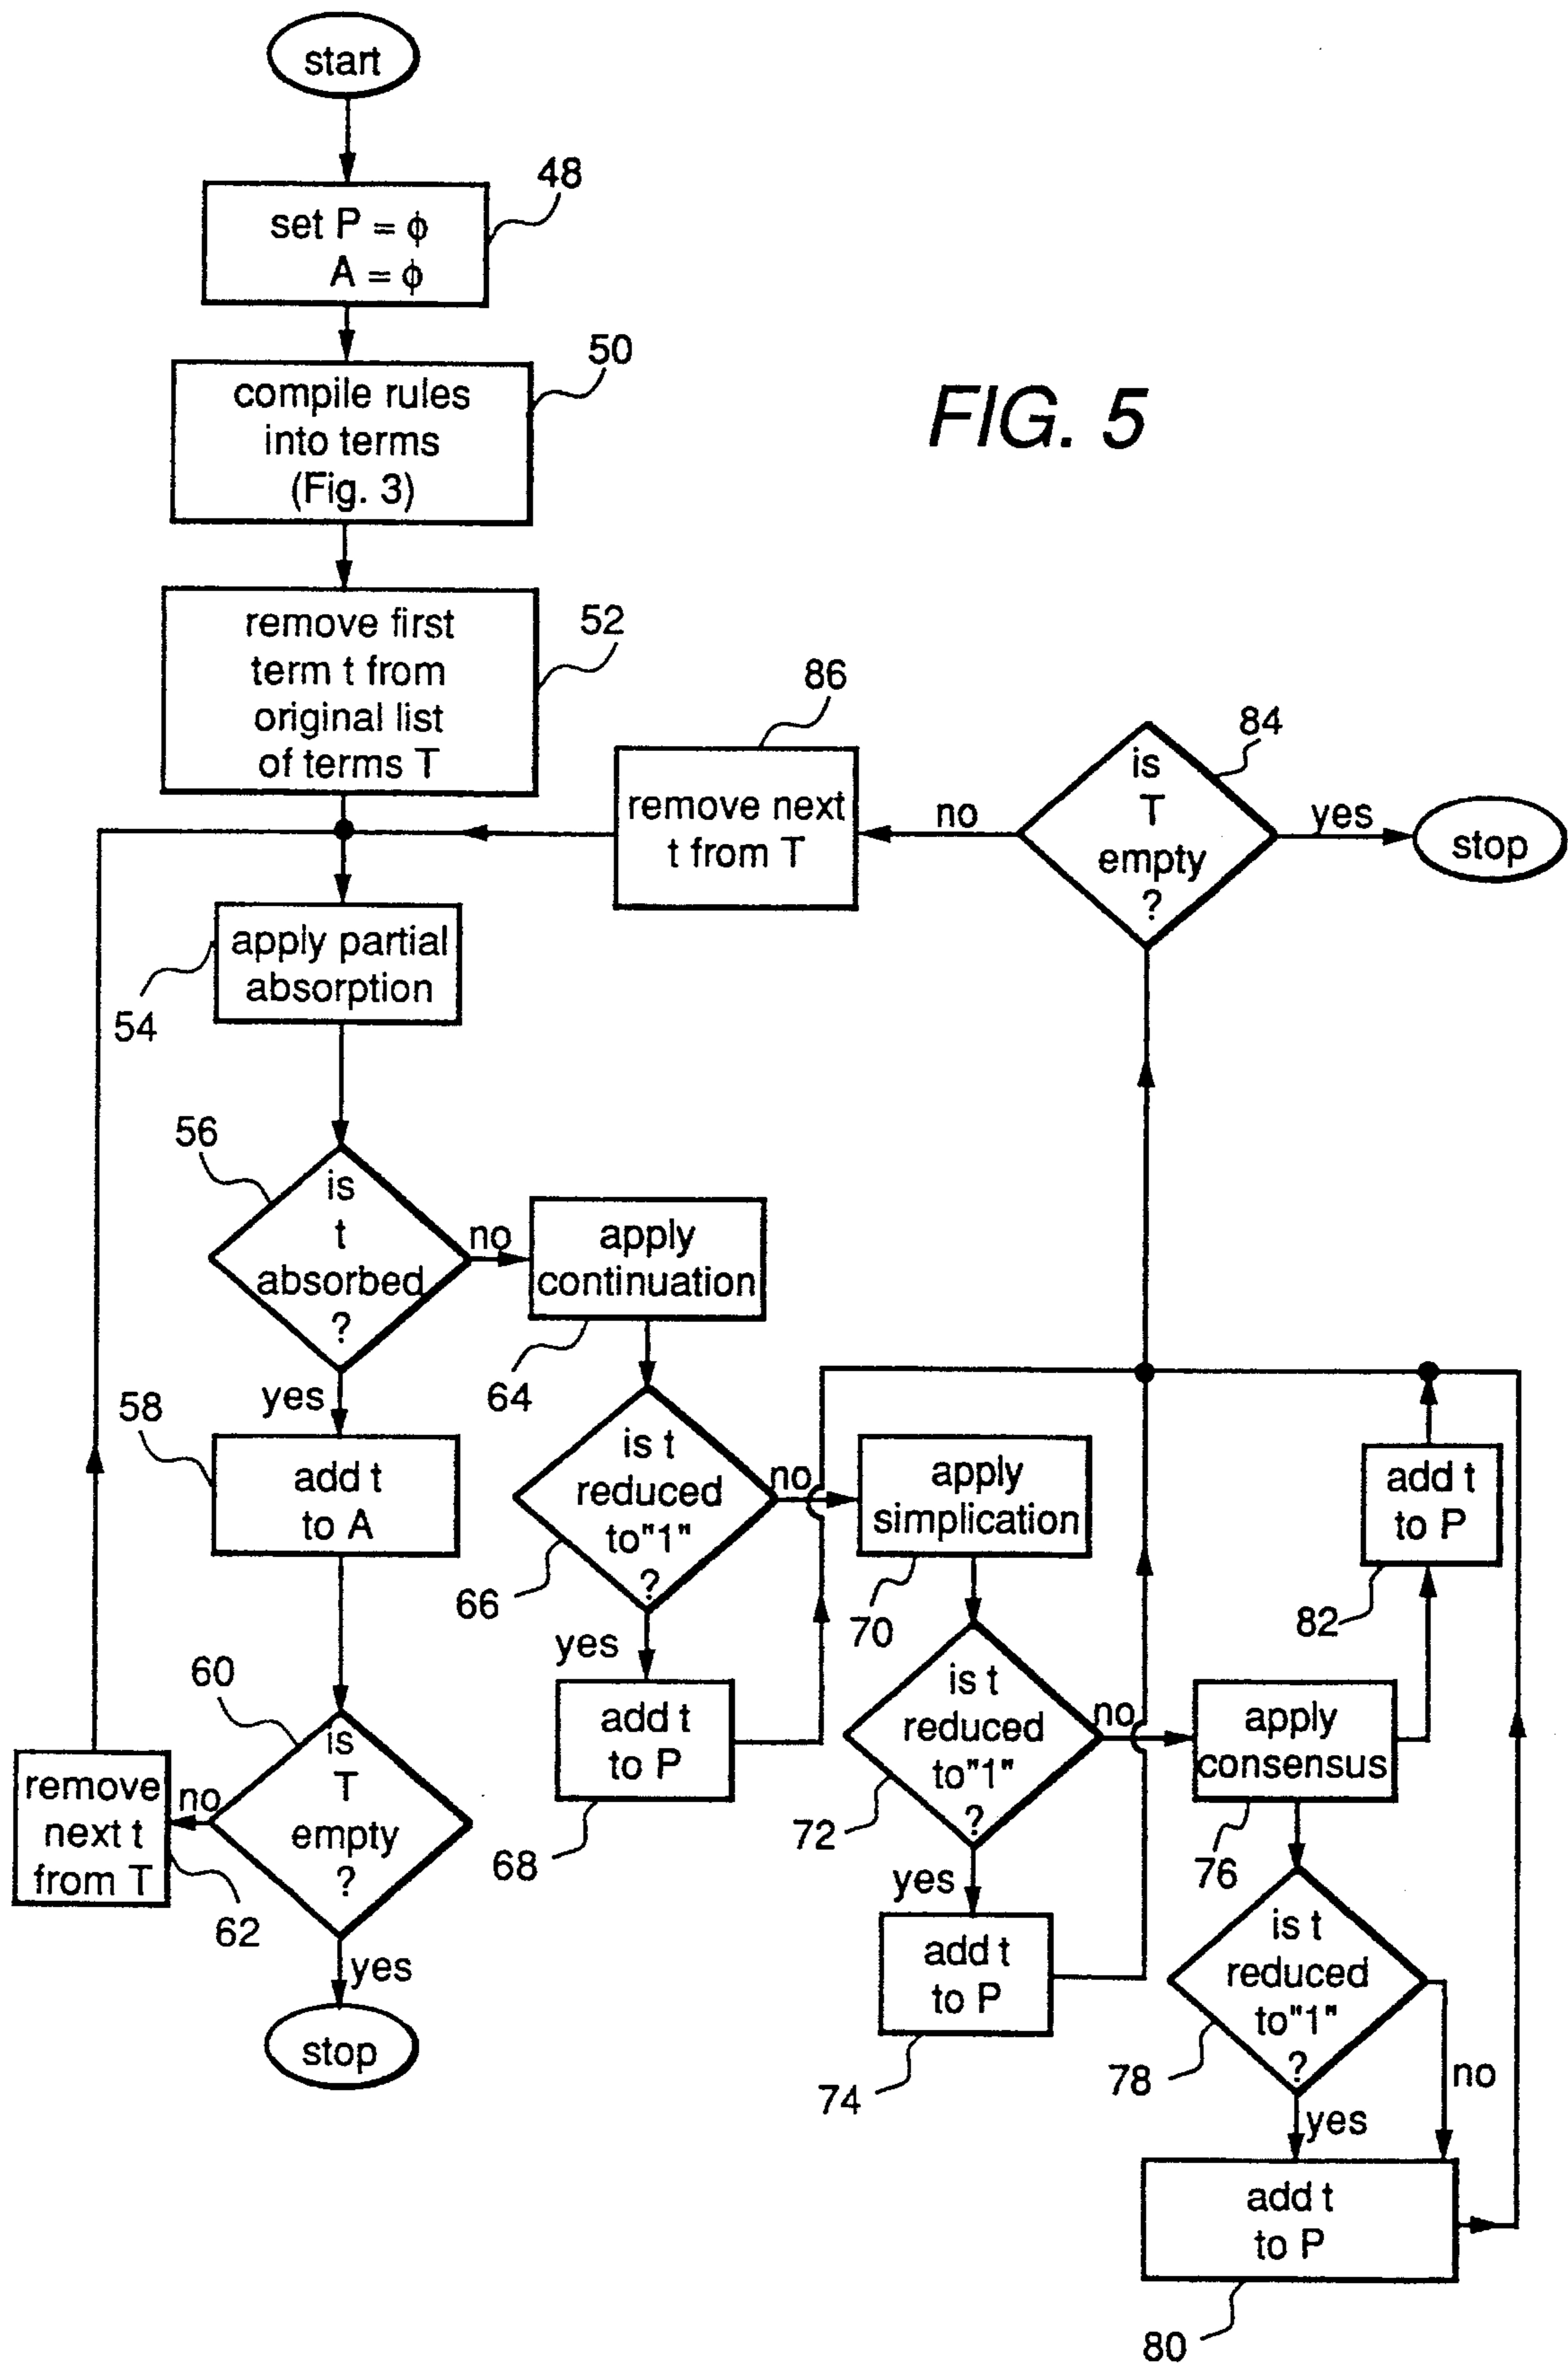 start
48
set P = ϕ
A = ϕ
50
compile rules
into terms
(Fig. 3)
FIG. 5
52
remove first
term t from
original list
of terms T
86
remove next
t from T
no
84
is
T
empty
?
yes
stop
apply partial
absorption
54
56
is
t
absorbed
?
no
apply
continuation
64
yes
58
add t
to A
is t
reduced
to"1"
?
66
no
apply
simplication
70
add t
to P
82
yes
add t
to P
68
60
is
T
empty
?
no
remove
next t
from T
62
yes
stop
is t
reduced
to"1"
?
72
no
apply
consensus
76
yes
add t
to P
74
is t
reduced
to"1"
?
78
no
yes
add t
to P
80